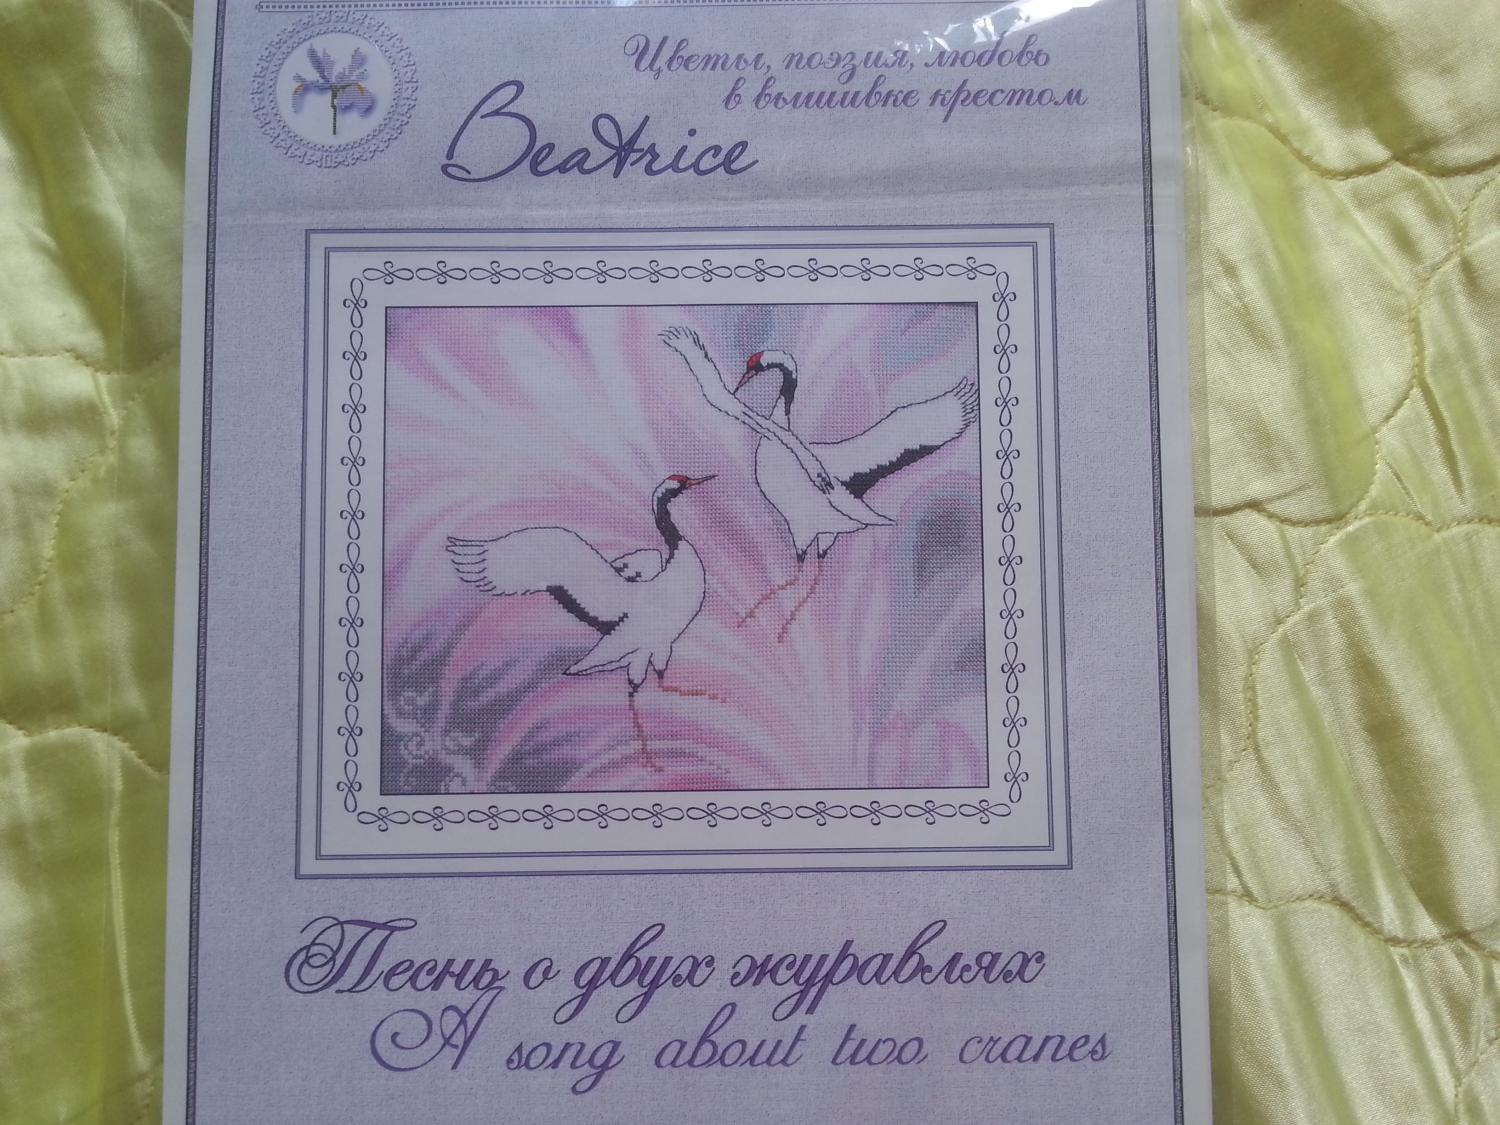 Цветы, поэзия, любовь
в вышивке крестом
Beatrice
Песнь о двух журавлях
A song about two cranes